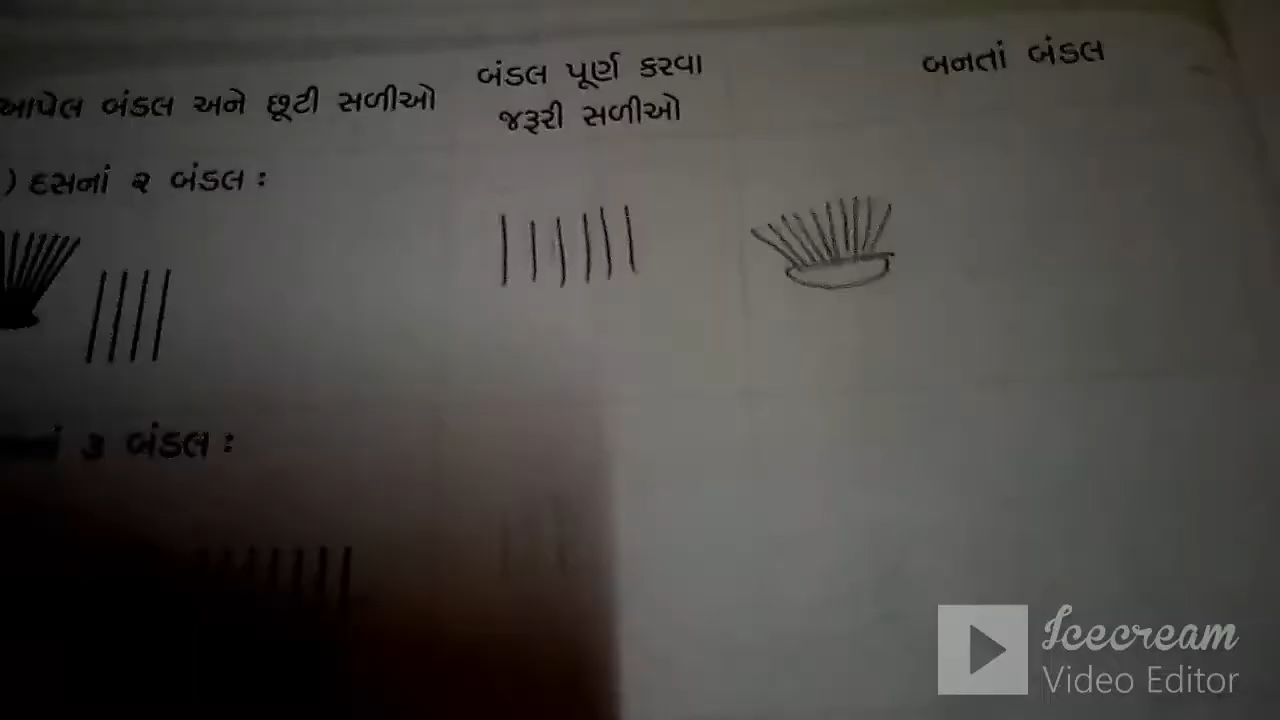 આપેલ બંડલ અને છૂટી સળીઓ
બંડલ પૂર્ણ કરવા
જરૂરી સળીઓ
બનતાં બંડલ
) દસનાં ૨ બંડલ :
૩ બંડલ :
Icecream
Video Editor